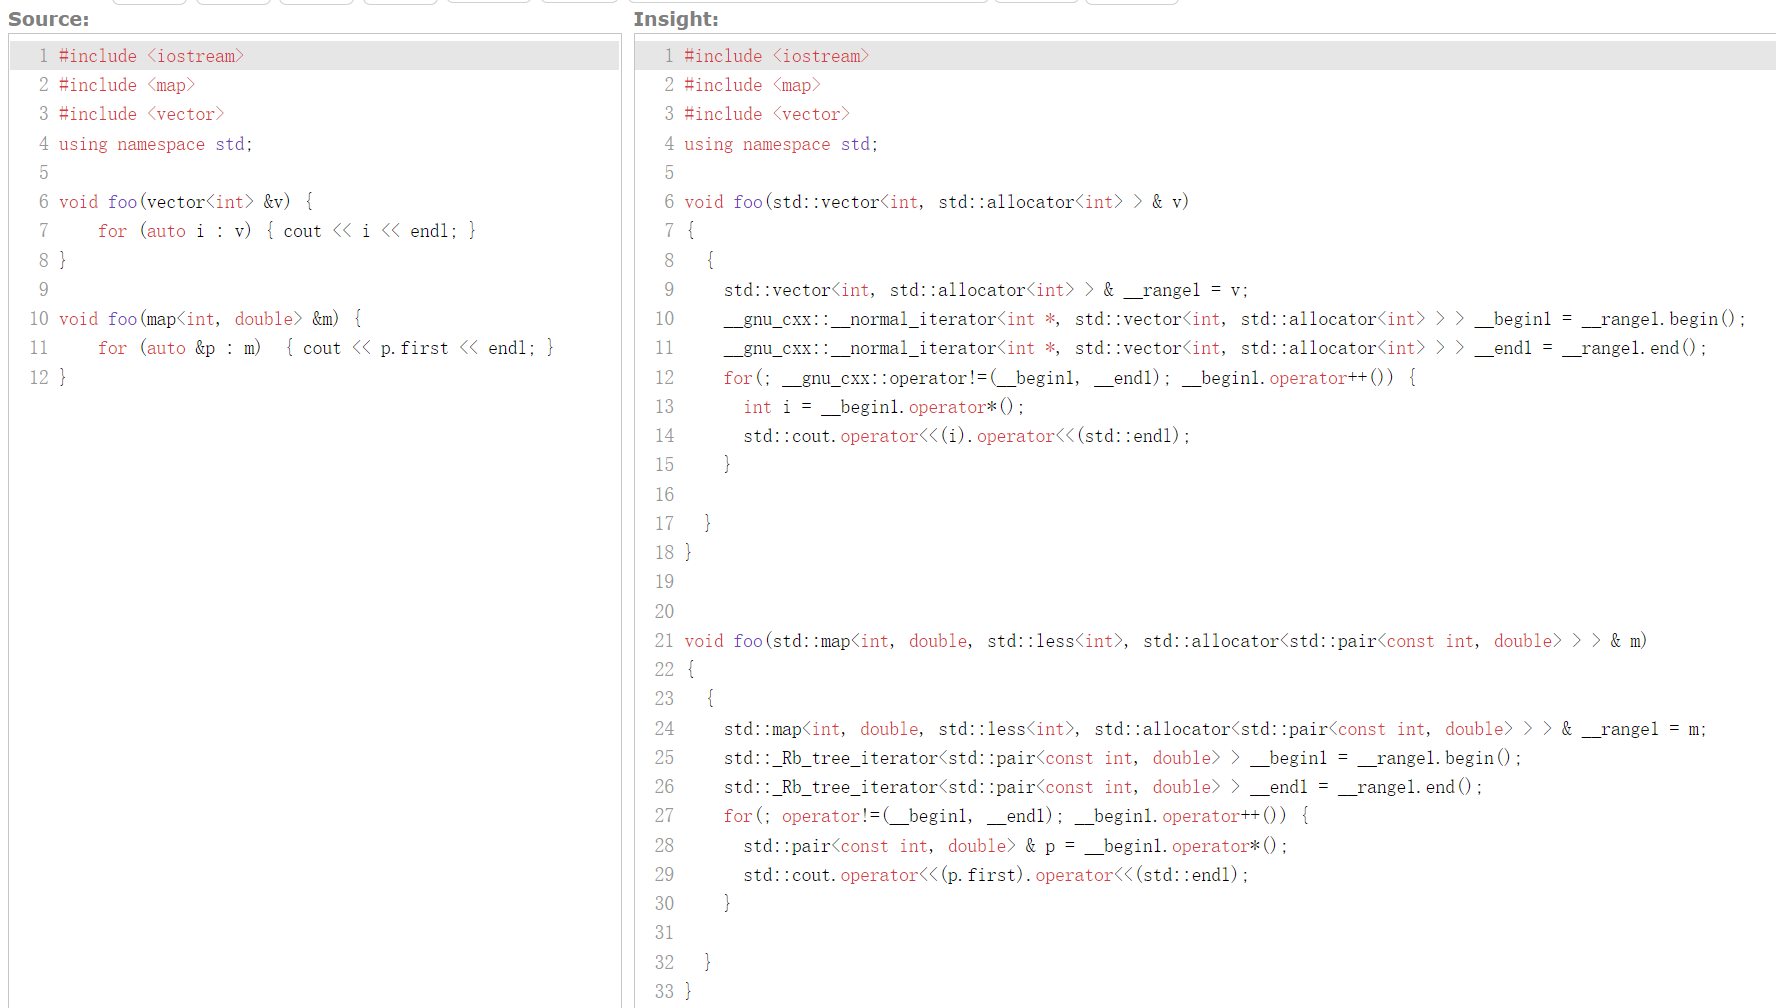 Source:
1 #include <iostream>
2 #include <map>
3 #include <vector>
4 using namespace std;
5
6 void foo(vector<int> &v) {
7     for (auto i : v) { cout << i << endl; }
8 }
9
10 void foo(map<int, double> &m) {
11     for (auto &p : m)  { cout << p.first << endl; }
12 }
Insight:
1 #include <iostream>
2 #include <map>
3 #include <vector>
4 using namespace std;
5
6 void foo(std::vector<int, std::allocator<int> > & v)
7 {
8   {
9     std::vector<int, std::allocator<int> > & __range1 = v;
10     __gnu_cxx::__normal_iterator<int *, std::vector<int, std::allocator<int> > > __begin1 = __range1.begin();
11     __gnu_cxx::__normal_iterator<int *, std::vector<int, std::allocator<int> > > __end1 = __range1.end();
12     for(; __gnu_cxx::operator!=(__begin1, __end1); __begin1.operator++()) {
13       int i = __begin1.operator*();
14       std::cout.operator<<(i).operator<<(std::endl);
15     }
16
17   }
18 }
19
20
21 void foo(std::map<int, double, std::less<int>, std::allocator<std::pair<const int, double> > > & m)
22 {
23   {
24     std::map<int, double, std::less<int>, std::allocator<std::pair<const int, double> > > & __range1 = m;
25     std::_Rb_tree_iterator<std::pair<const int, double> > __begin1 = __range1.begin();
26     std::_Rb_tree_iterator<std::pair<const int, double> > __end1 = __range1.end();
27     for(; operator!=(__begin1, __end1); __begin1.operator++()) {
28       std::pair<const int, double> & p = __begin1.operator*();
29       std::cout.operator<<(p.first).operator<<(std::endl);
30     }
31
32   }
33 }